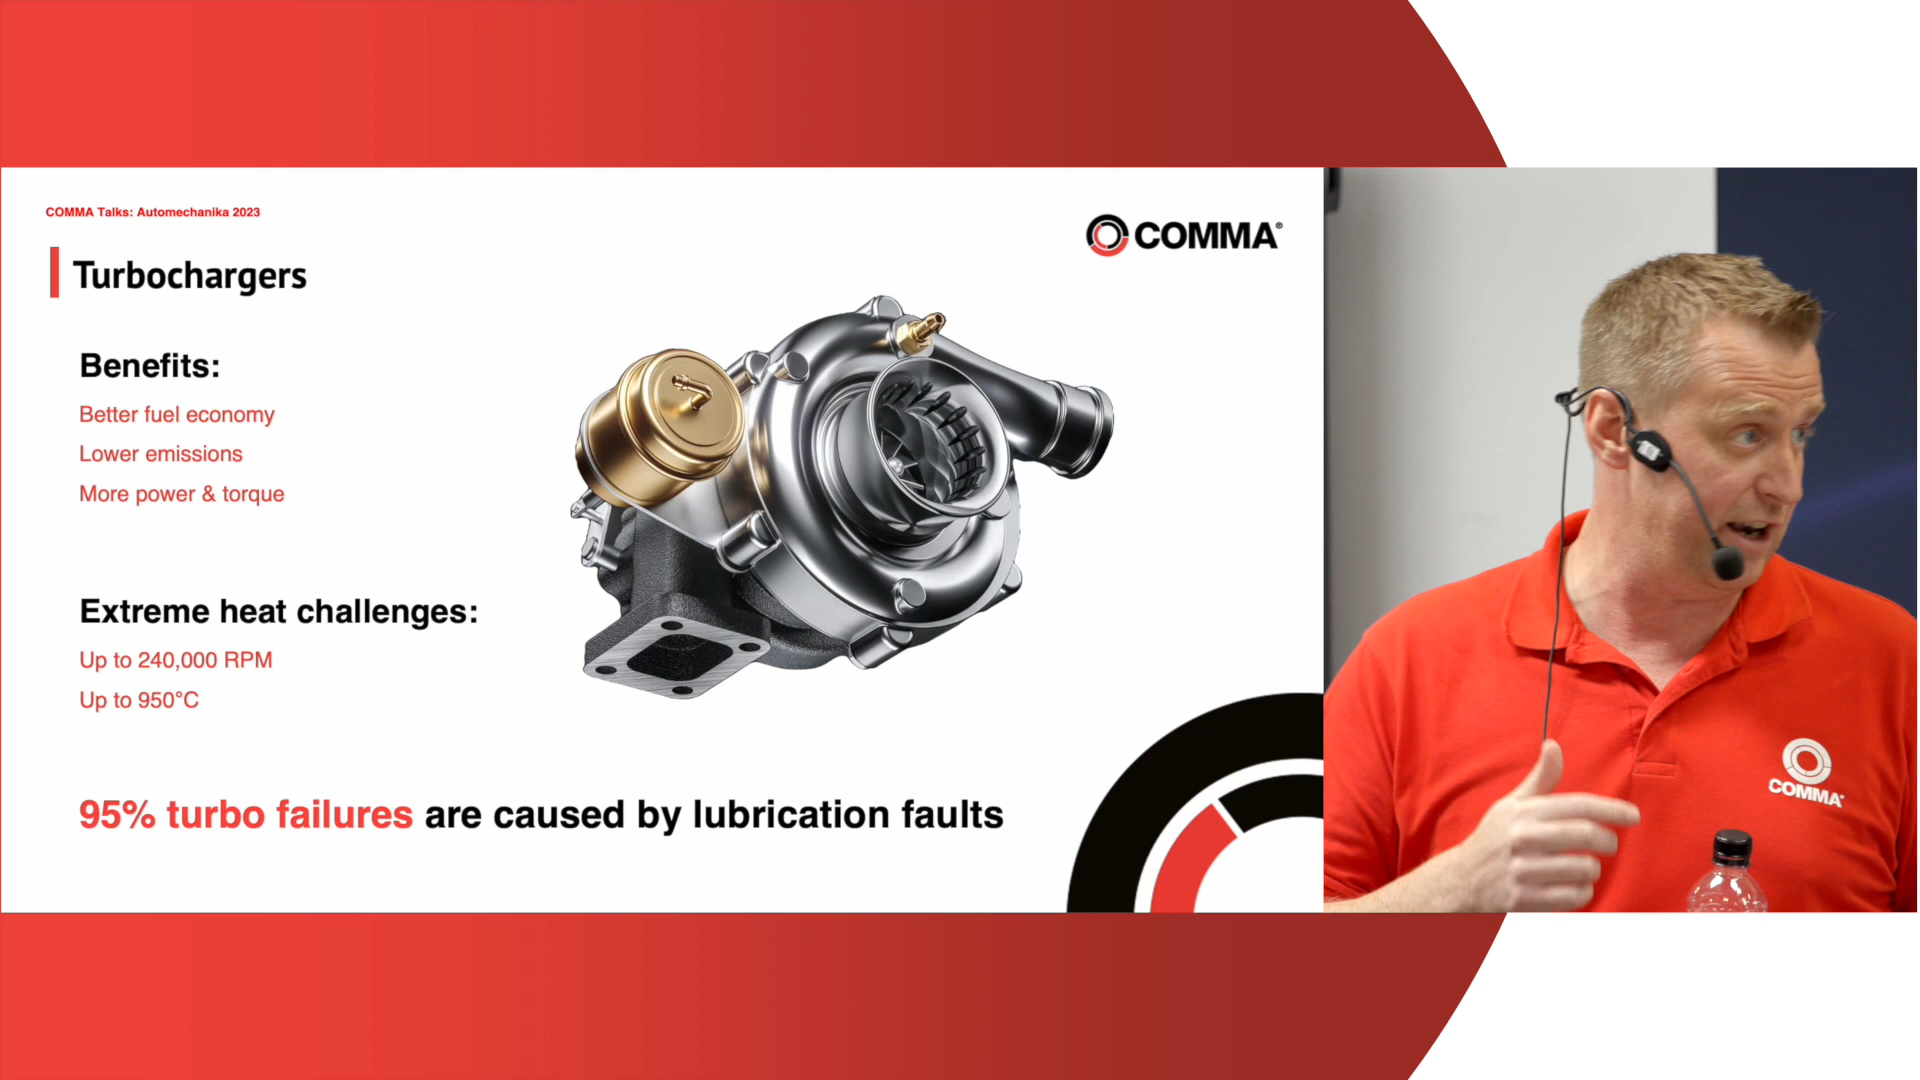 COMMA Talks: Automechanika 2023
COMMA®
Turbochargers
Benefits:
Better fuel economy
Lower emissions
More power & torque
Extreme heat challenges:
Up to 240,000 RPM
Up to 950°C
95% turbo failures are caused by lubrication faults
COMMA